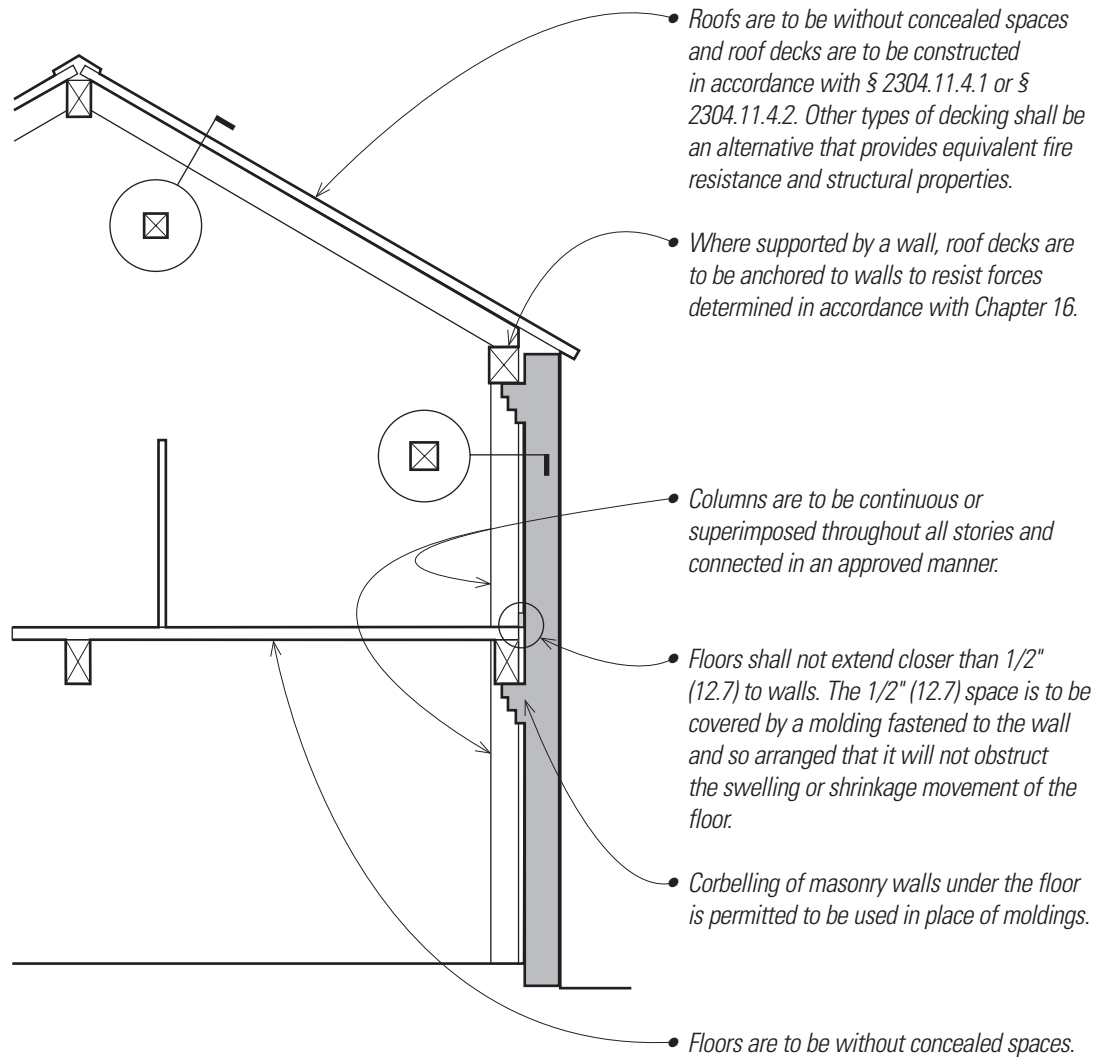 • Roofs are to be without concealed spaces
and roof decks are to be constructed
in accordance with § 2304.11.4.1 or §
2304.11.4.2. Other types of decking shall be
an alternative that provides equivalent fire
resistance and structural properties.
• Where supported by a wall, roof decks are
to be anchored to walls to resist forces
determined in accordance with Chapter 16.
• Columns are to be continuous or
superimposed throughout all stories and
connected in an approved manner.
• Floors shall not extend closer than 1/2"
(12.7) to walls. The 1/2" (12.7) space is to be
covered by a molding fastened to the wall
and so arranged that it will not obstruct
the swelling or shrinkage movement of the
floor.
• Corbelling of masonry walls under the floor
is permitted to be used in place of moldings.
• Floors are to be without concealed spaces.